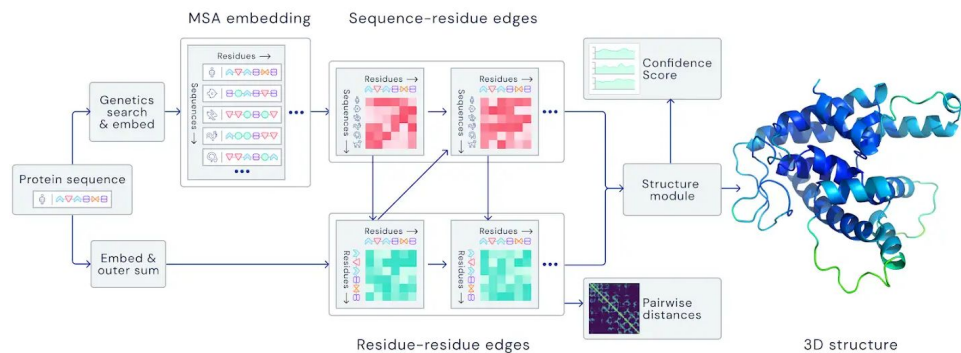 MSA embedding
Sequence–residue edges
Residues →
Sequences →
•••
•••
Genetics
search
& embed
Protein sequence
Embed &
outer sum
Residues →
Sequences →
Residues →
Sequences →
•••
Residues →
Residues →
Residues →
Residues →
•••
Residue–residue edges
Confidence
Score
Structure
module
Pairwise
distances
3D structure